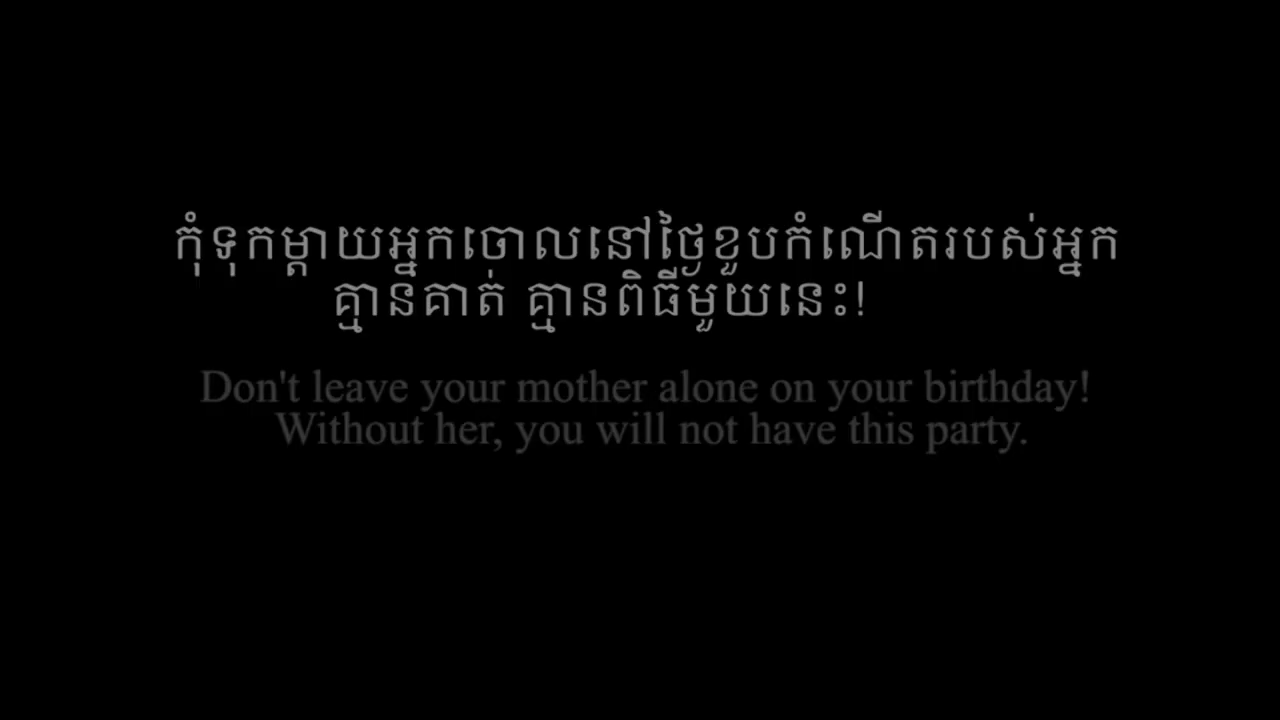 កុំទុកម្តាយអ្នកចោលនៅថ្ងៃខួបកំណើតរបស់អ្នក
គ្មានគាត់ គ្មានពិធីមួយនេះ!
Don't leave your mother alone on your birthday!
Without her, you will not have this party.